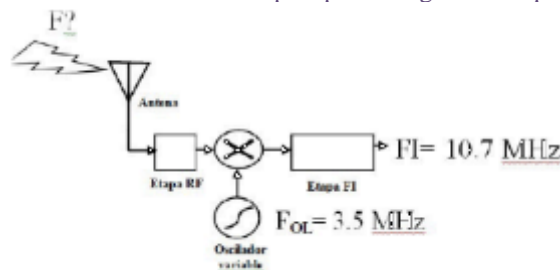 F?
Antena
Etapa RF
Etapa FI
FI= 10.7 MHz
FOL= 3.5 MHz
Oscilador
variable